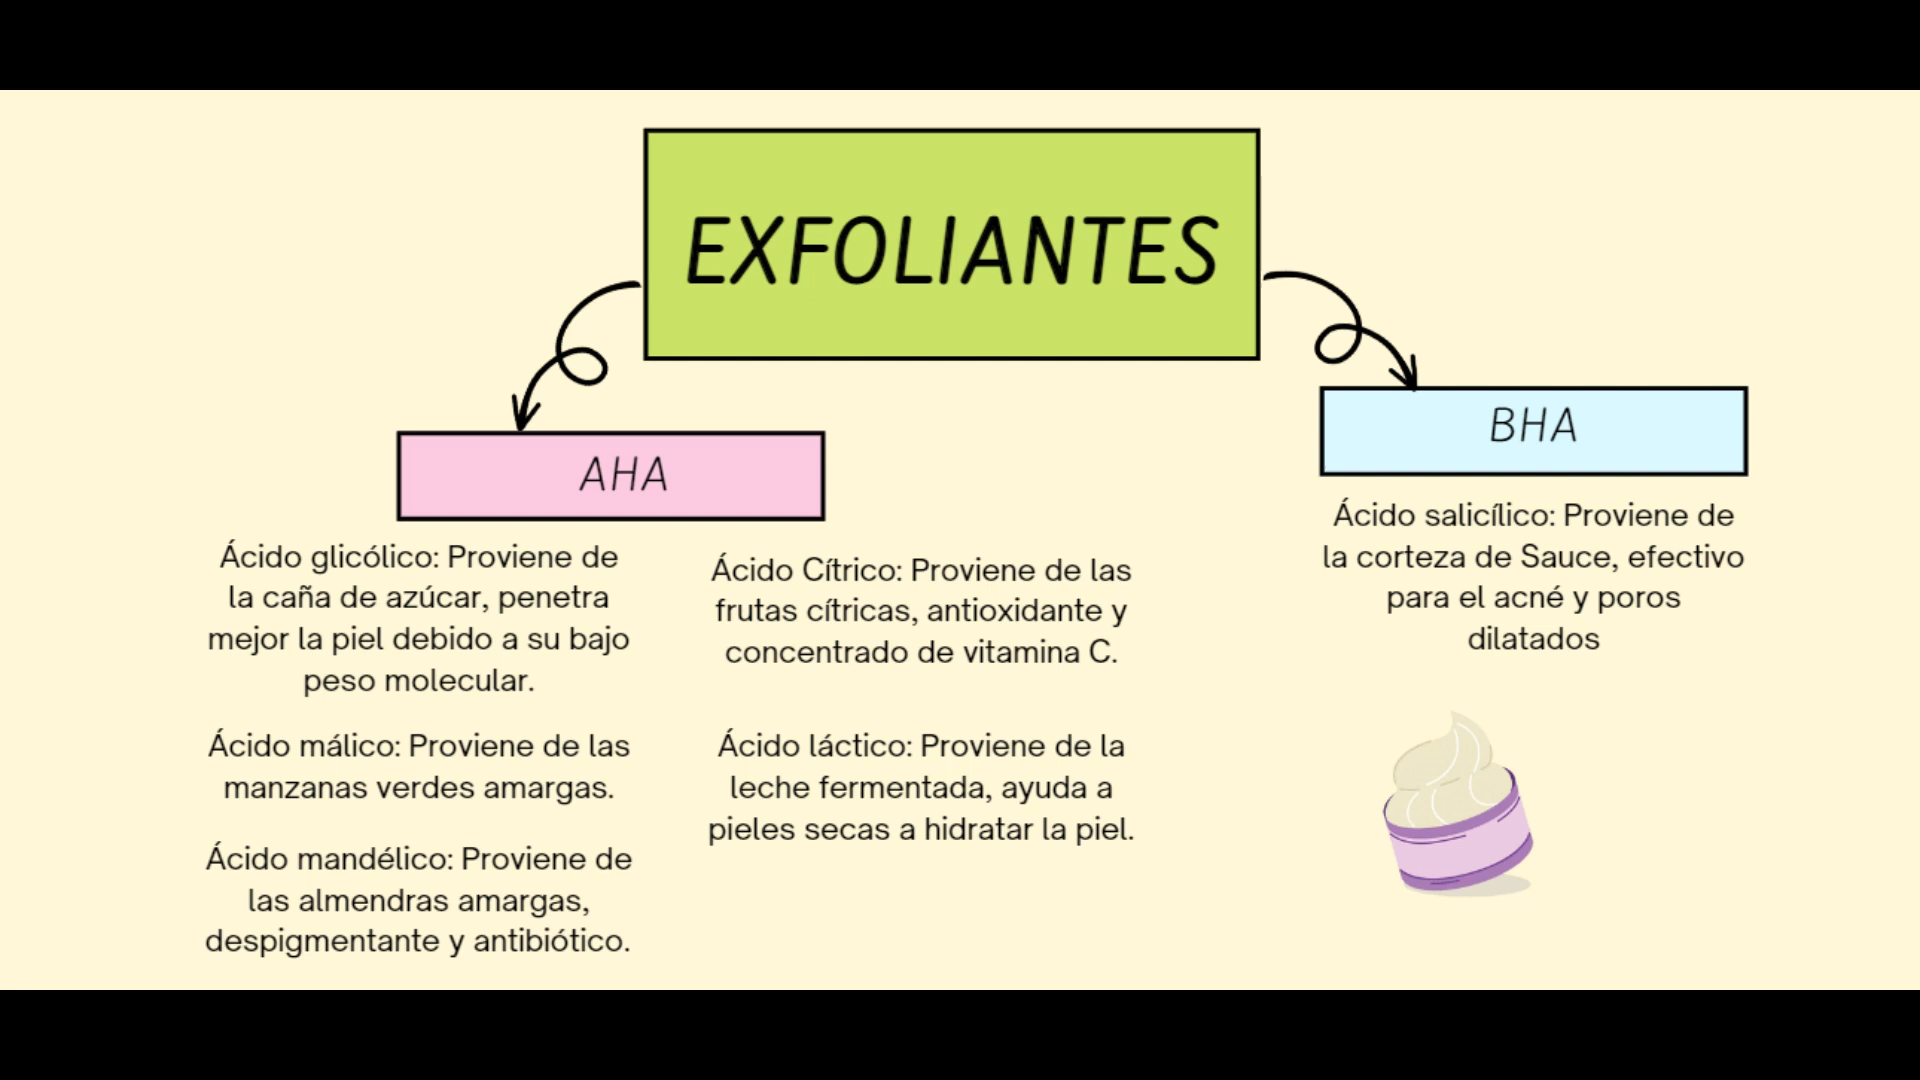 EXFOLIANTES
AHA
Ácido glicólico: Proviene de
la caña de azúcar, penetra
mejor la piel debido a su bajo
peso molecular.
Ácido málico: Proviene de las
manzanas verdes amargas.
Ácido mandélico: Proviene de
las almendras amargas,
despigmentante y antibiótico.
Ácido Cítrico: Proviene de las
frutas cítricas, antioxidante y
concentrado de vitamina C.
Ácido láctico: Proviene de la
leche fermentada, ayuda a
pieles secas a hidratar la piel.
BHA
Ácido salicílico: Proviene de
la corteza de Sauce, efectivo
para el acné y poros
dilatados